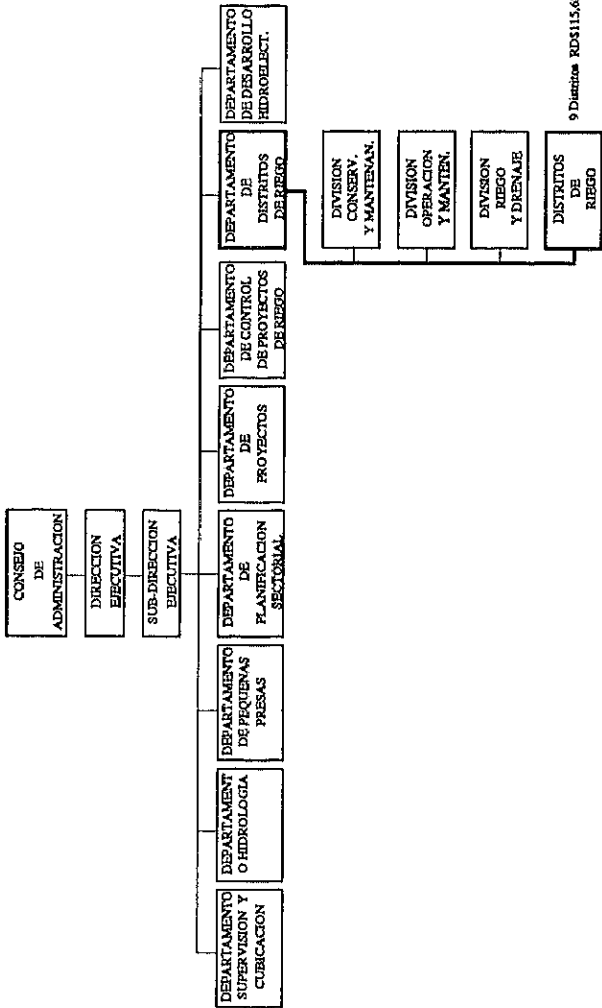 CONSEJO
DE
ADMINISTRACION
DIRECCION
EJECUTIVA
SUB-DIRECCION
EJECUTIVA
DEPARTAMENTO
SUPERVISION Y
CUBICACION
DEPARTAMENT
O HIDROLOGIA
DEPARTAMENTO
DE PEQUENAS
PRESAS
DEPARTAMENTO
DE
PLANIFICACION
SECTORIAL
DEPARTAMENTO
DE
PROYECTOS
DEPARTAMENTO
DE CONTROL
DE PROYECTOS
DE RIEGO
DEPARTAMENTO
DE
DISTRITOS
DE RIEGO
DEPARTAMENTO
DE DESARROLLO
HIDROELECT.
DIVISION
CONSERV.
Y MANTENAN.
DIVISION
OPERACION
Y MANTEN.
DIVISION
RIEGO
Y DRENAJE
DISTRITOS
DE
RIEGO
9 Distritos RD$115,6